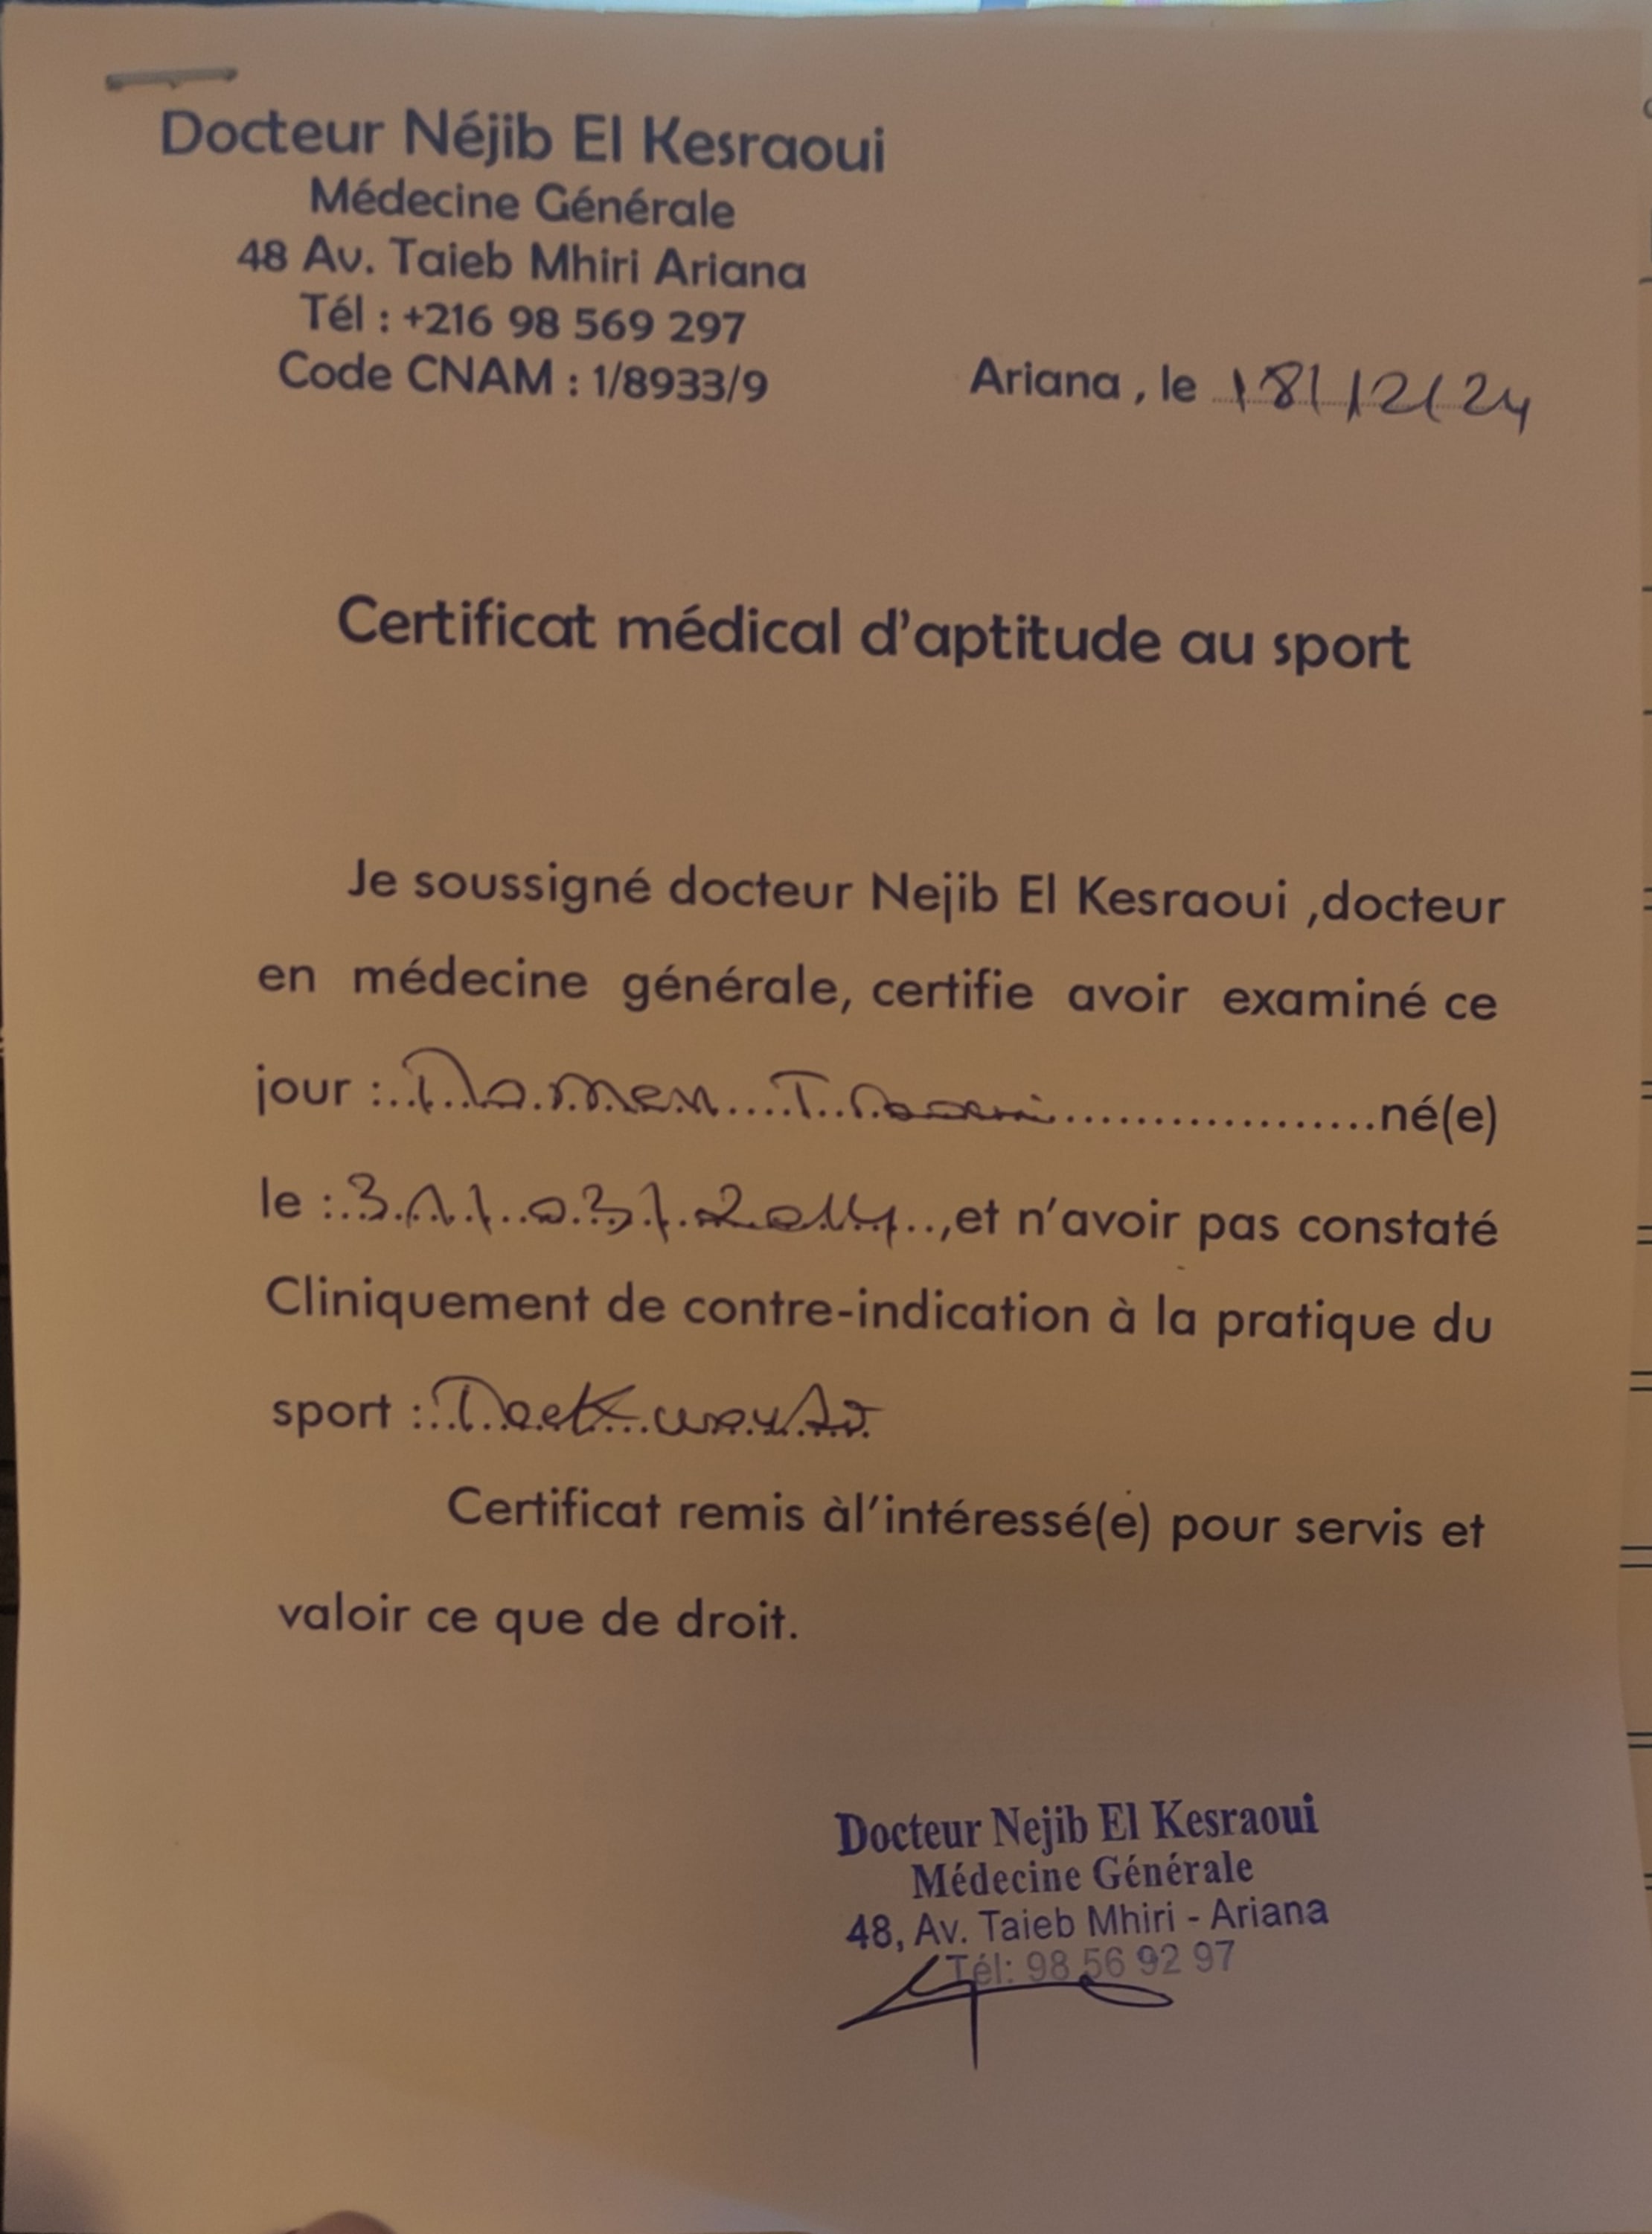 Docteur Néjib El Kesraoui
Médecine Générale
48 Av. Taieb Mhiri Ariana
Tél : +216 98 569 297
Code CNAM : 1/8933/9
Ariana , le 18/12/24
Certificat médical d'aptitude au sport
Je soussigné docteur Nejib El Kesraoui ,docteur
en médecine générale, certifie avoir examiné ce
jour : né(e)
le : 31/03/2014 ,et n'avoir pas constaté
Cliniquement de contre-indication à la pratique du
sport :
Certificat remis àl'intéressé(e) pour servis et
valoir ce que de droit.
Docteur Nejib El Kesraoui
Médecine Générale
48, Av. Taieb Mhiri - Ariana
Tél: 98 56 92 97